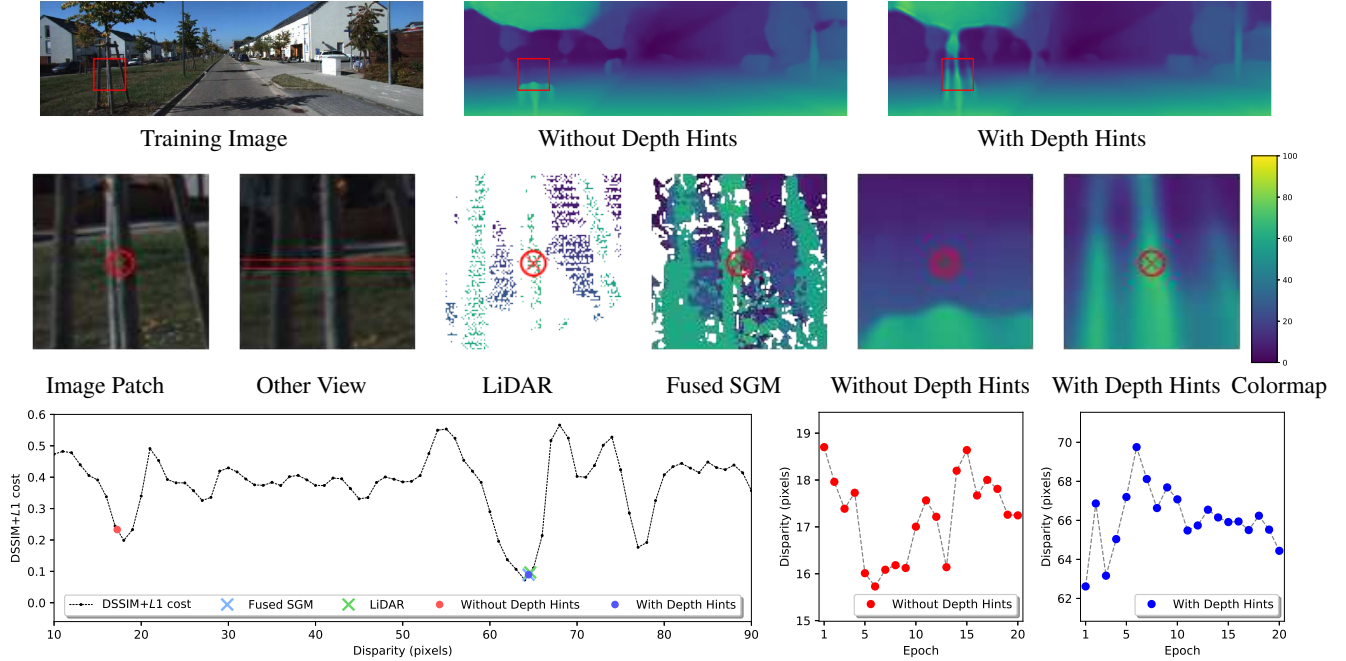 Training Image
Without Depth Hints
With Depth Hints
100
80
60
40
20
0
Image Patch
Other View
LiDAR
Fused SGM
Without Depth Hints
With Depth Hints
Colormap
0.6
0.5
0.4
0.3
0.2
0.1
0.0
DSSIM+L1 cost
DSSIM+L1 cost
Fused SGM
LiDAR
Without Depth Hints
With Depth Hints
10 20 30 40 50 60 70 80 90
Disparity (pixels)
19
18
17
16
15
Disparity (pixels)
Without Depth Hints
1 5 10 15 20
Epoch
70
68
66
64
62
Disparity (pixels)
With Depth Hints
1 5 10 15 20
Epoch